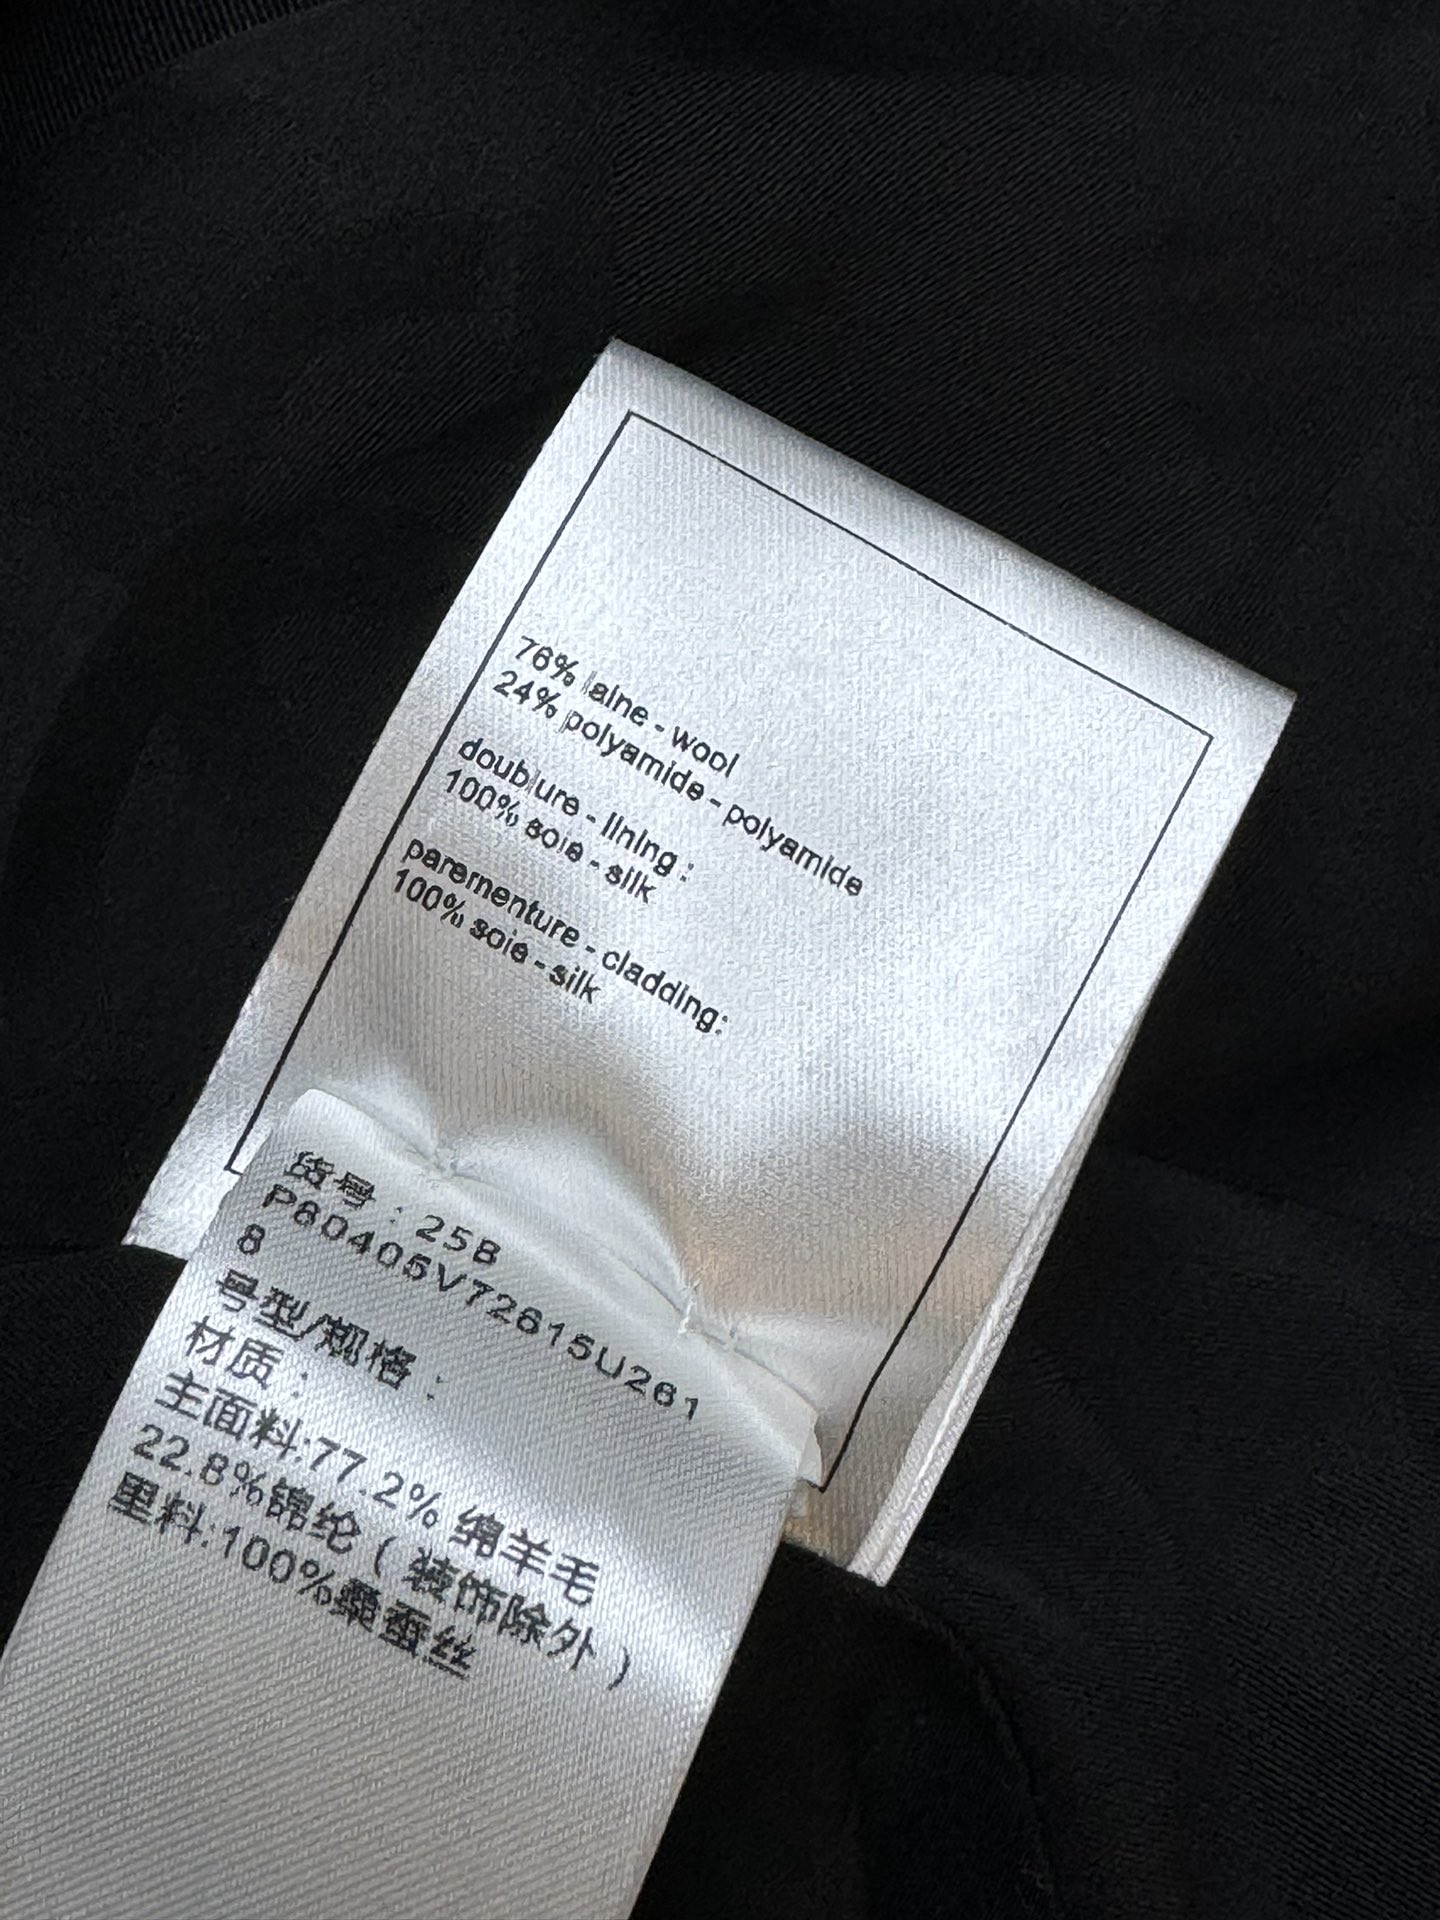 76% laine - wool
24% polyamide - polyamide
doublure - lining :
100% soie - silk
parementure - cladding:
100% soie - silk
货号：25B
P80405V72615U261
8
号型/规格：
材质：
主面料:77.2% 绵羊毛
22.8%锦纶（装饰除外）
里料:100%桑蚕丝